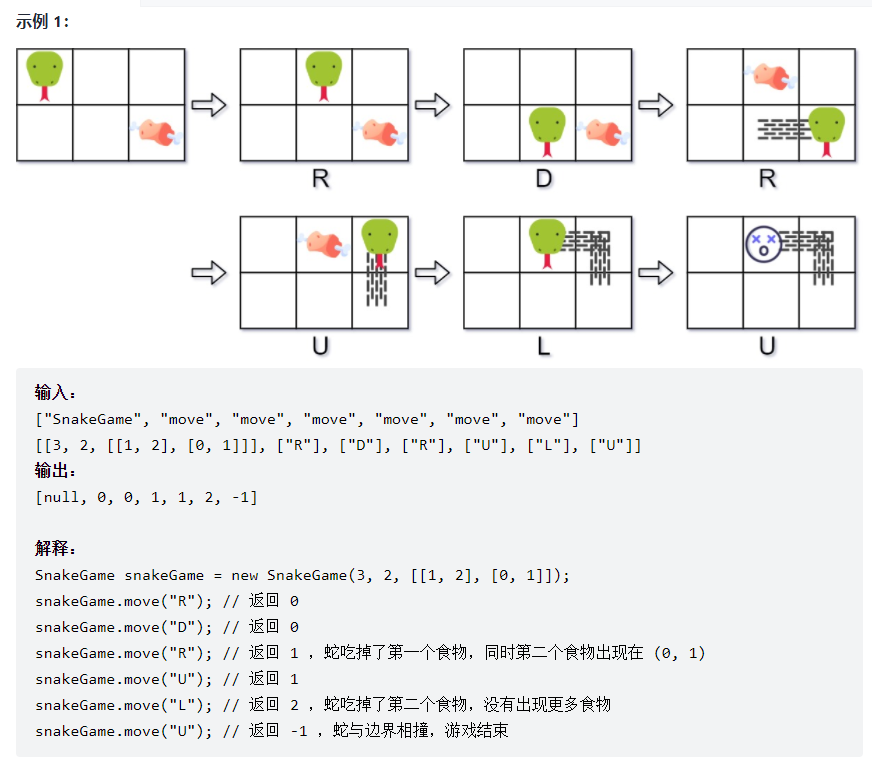 示例 1：
R
D
R
U
L
U
输入：
["SnakeGame", "move", "move", "move", "move", "move", "move"]
[[3, 2, [[1, 2], [0, 1]]], ["R"], ["D"], ["R"], ["U"], ["L"], ["U"]]
输出：
[null, 0, 0, 1, 1, 2, -1]
解释：
SnakeGame snakeGame = new SnakeGame(3, 2, [[1, 2], [0, 1]]);
snakeGame.move("R"); // 返回 0
snakeGame.move("D"); // 返回 0
snakeGame.move("R"); // 返回 1 ，蛇吃掉了第一个食物，同时第二个食物出现在 (0, 1)
snakeGame.move("U"); // 返回 1
snakeGame.move("L"); // 返回 2 ，蛇吃掉了第二个食物，没有出现更多食物
snakeGame.move("U"); // 返回 -1 ，蛇与边界相撞，游戏结束